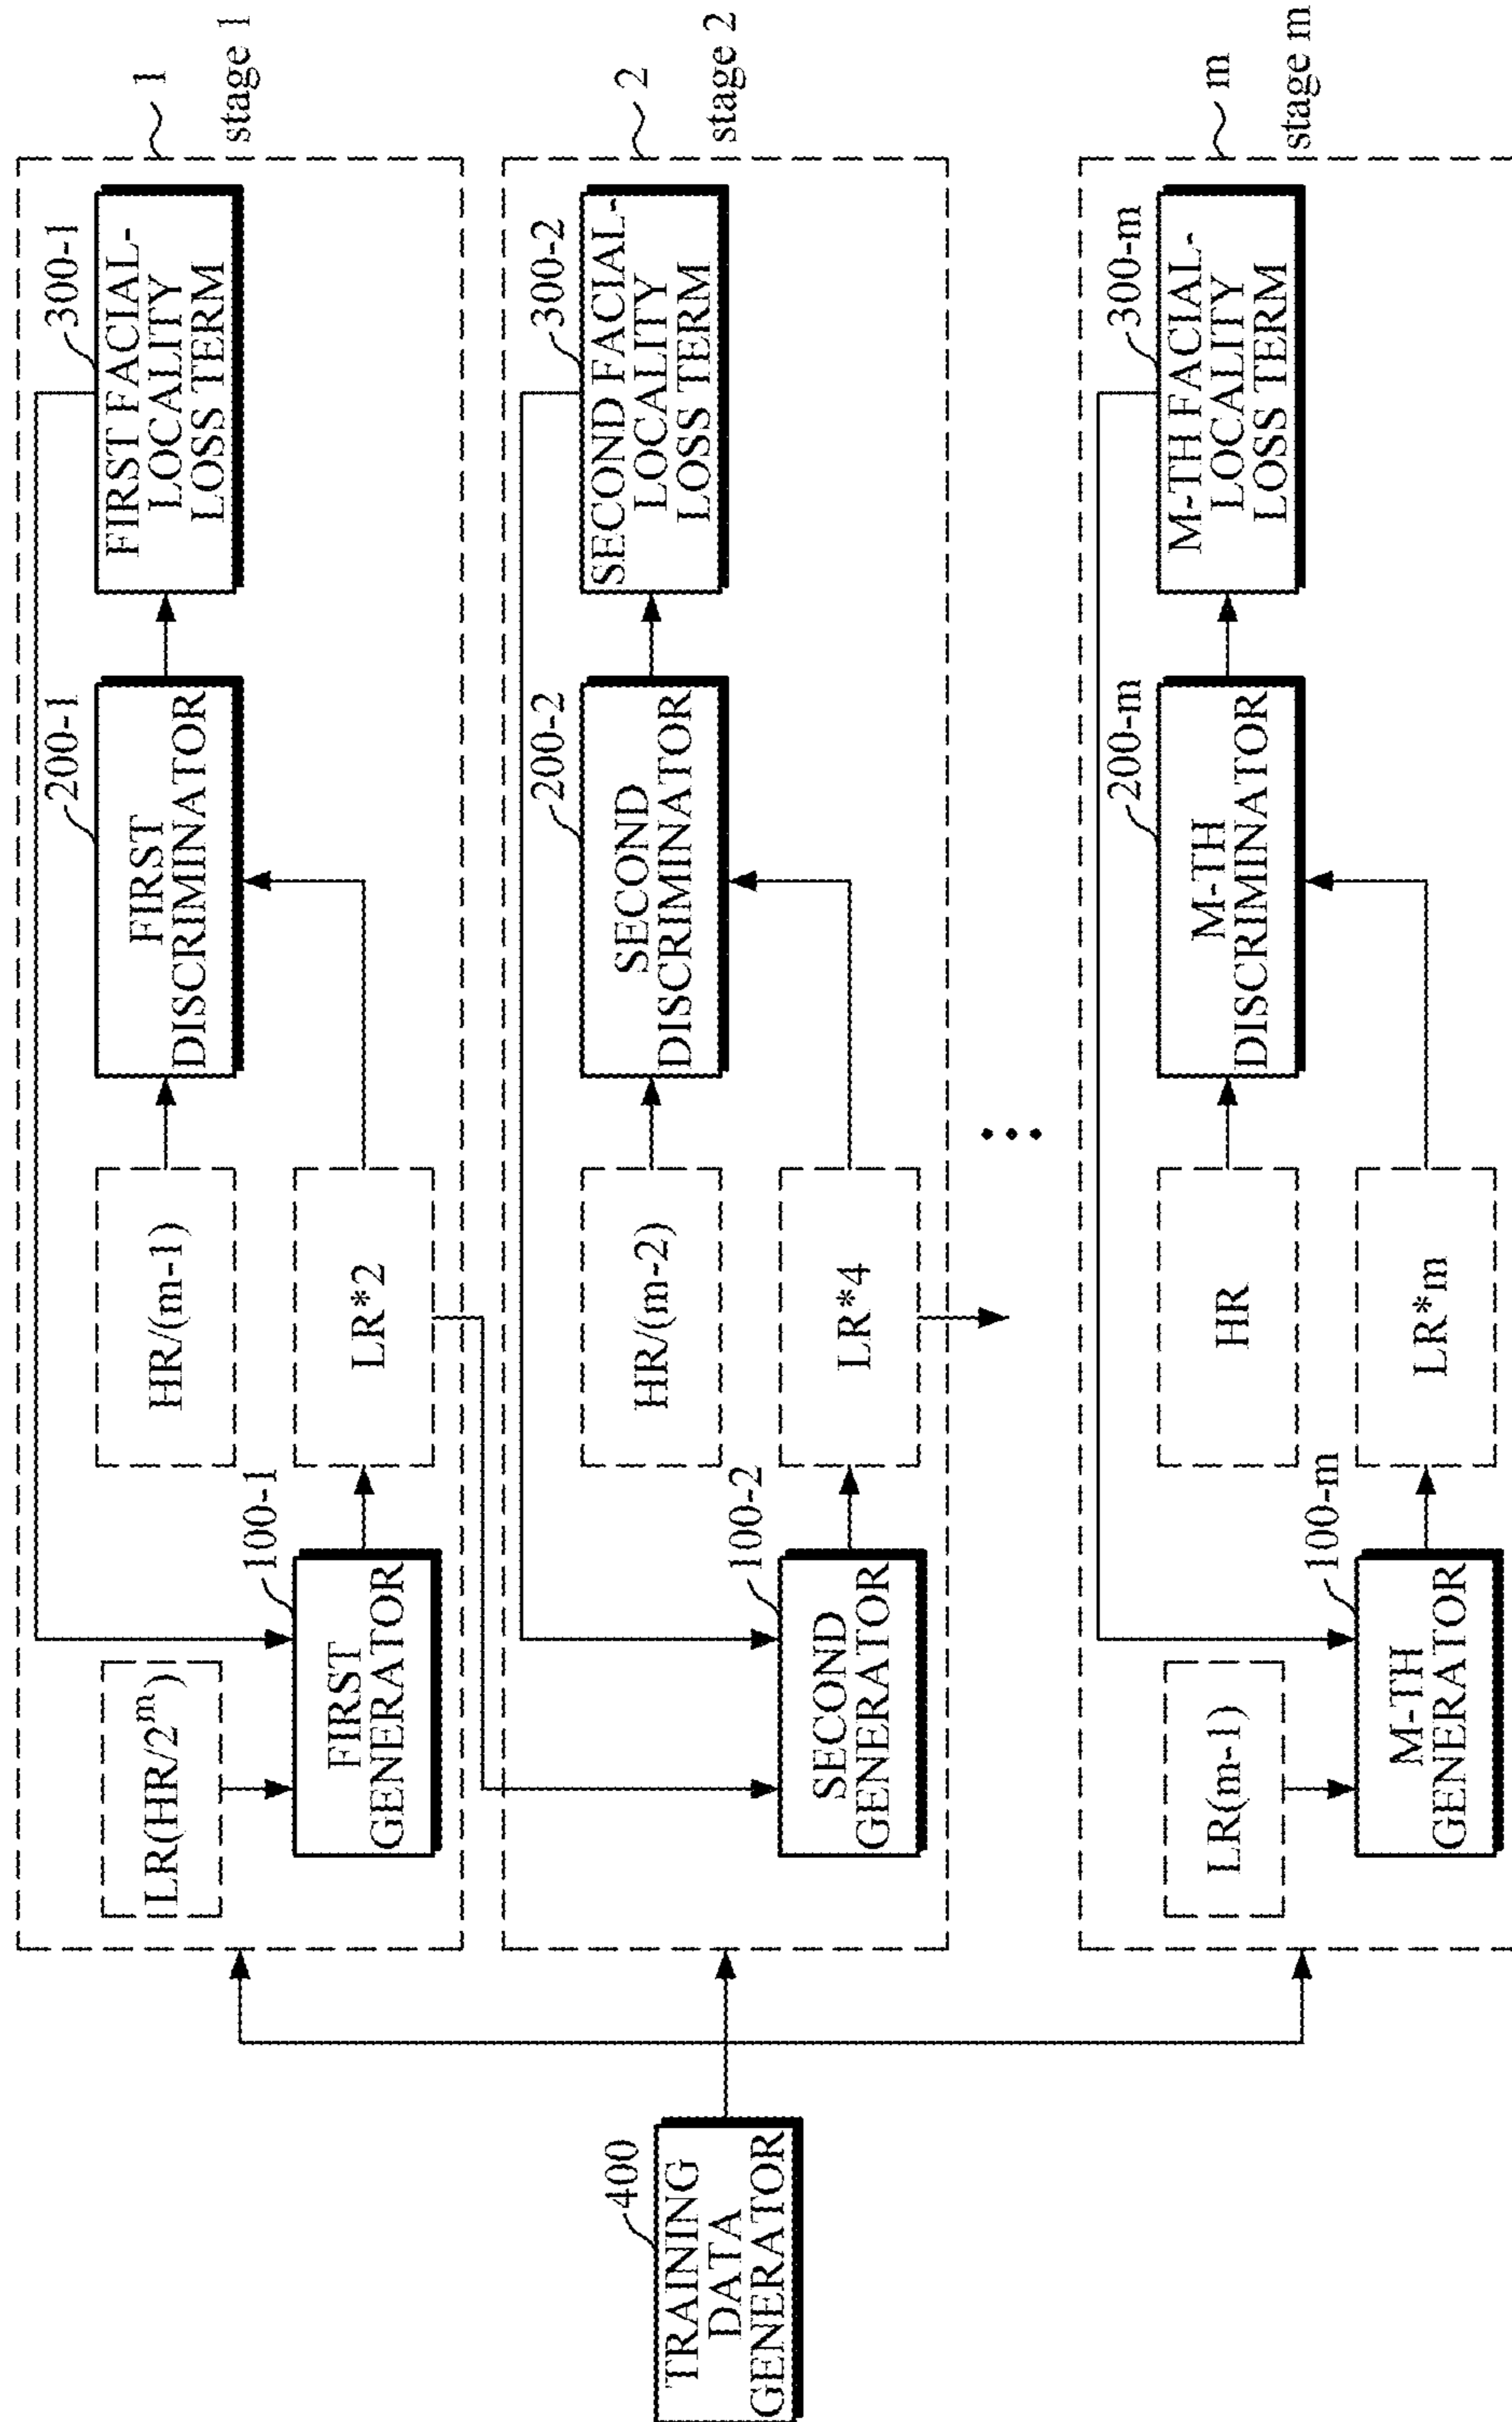 400
TRAINING
DATA
GENERATOR
1
stage 1
LR(HR/2^m)
100-1
FIRST
GENERATOR
HR/(m-1)
LR*2
200-1
FIRST
DISCRIMINATOR
300-1
FIRST FACIAL-
LOCALITY
LOSS TERM
2
stage 2
100-2
SECOND
GENERATOR
HR/(m-2)
LR*4
200-2
SECOND
DISCRIMINATOR
300-2
SECOND FACIAL-
LOCALITY
LOSS TERM
m
stage m
LR(m-1)
100-m
M-TH
GENERATOR
HR
LR*m
200-m
M-TH
DISCRIMINATOR
300-m
M-TH FACIAL-
LOCALITY
LOSS TERM